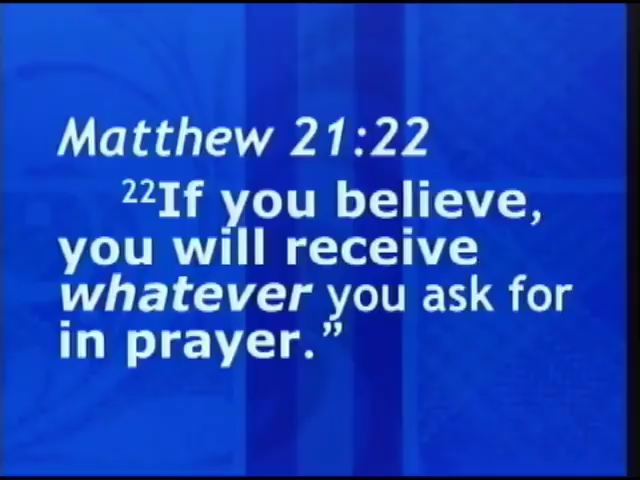 Matthew 21:22
²²If you believe,
you will receive
whatever you ask for
in prayer.”